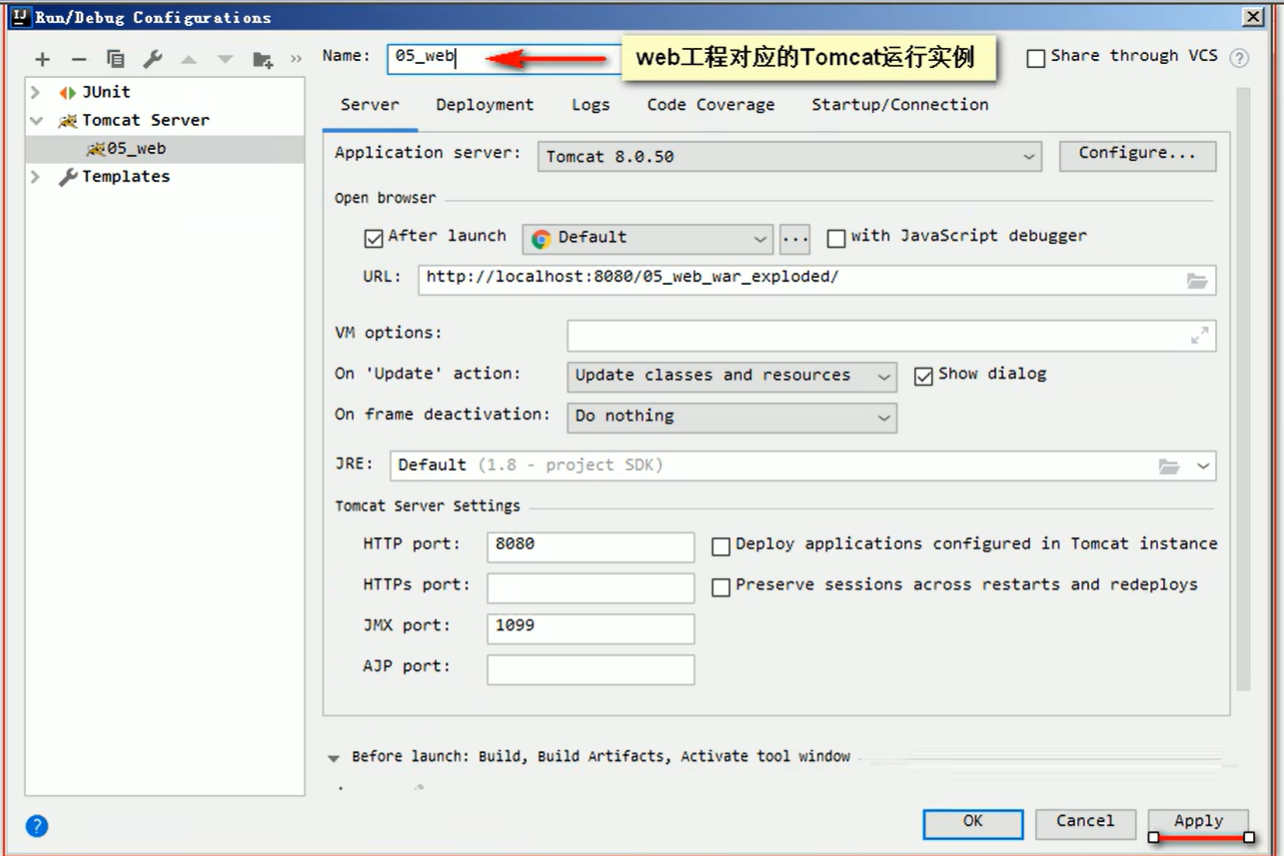 Run/Debug Configurations
Name: 05_web
web工程对应的Tomcat运行实例
Share through VCS
JUnit
Tomcat Server
05_web
Templates
Server Deployment Logs Code Coverage Startup/Connection
Application server: Tomcat 8.0.50 Configure...
Open browser
After launch Default ... with JavaScript debugger
URL: http://localhost:8080/05_web_war_exploded/
VM options:
On 'Update' action: Update classes and resources Show dialog
On frame deactivation: Do nothing
JRE: Default (1.8 - project SDK)
Tomcat Server Settings
HTTP port: 8080 Deploy applications configured in Tomcat instance
HTTPs port: Preserve sessions across restarts and redeploys
JMX port: 1099
AJP port:
Before launch: Build, Build Artifacts, Activate tool window
OK Cancel Apply